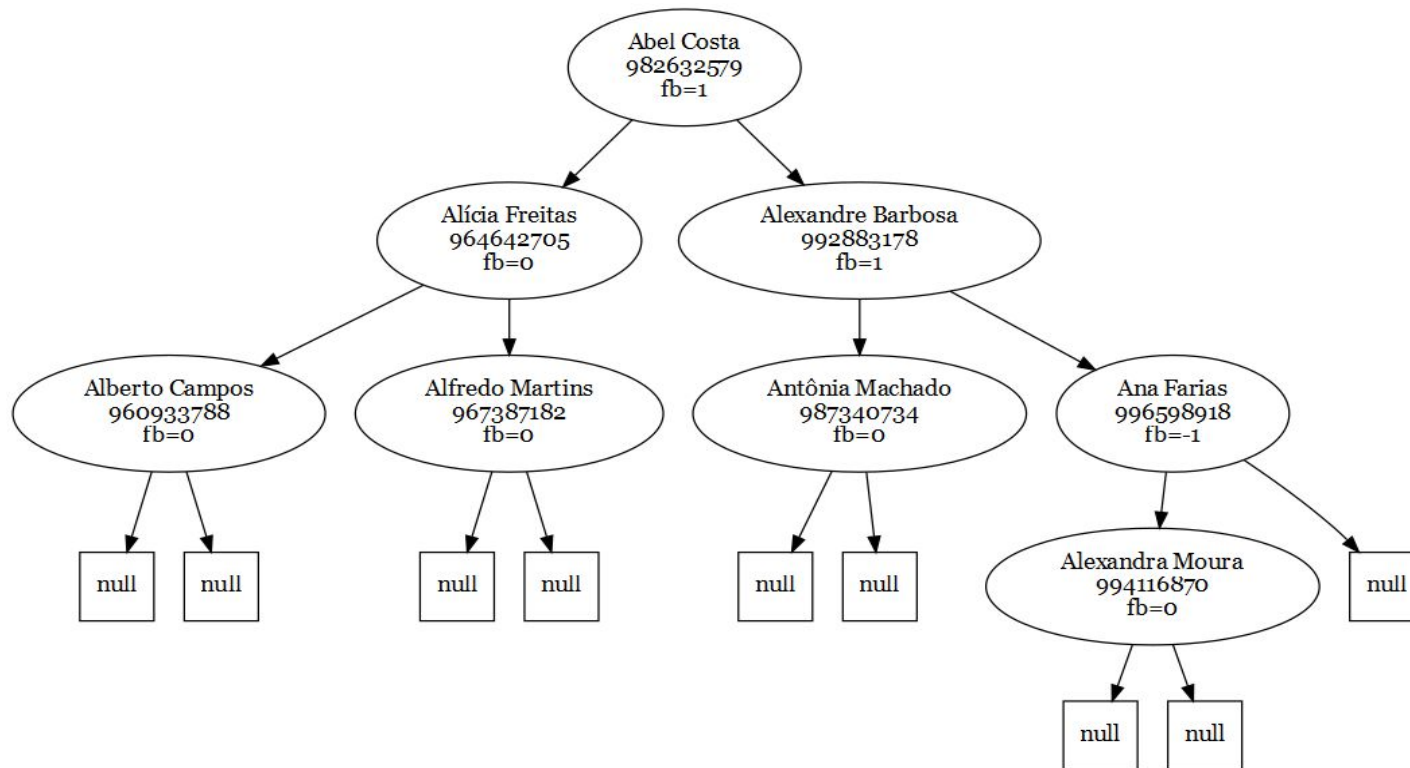 Abel Costa
982632579
fb=1
Alícia Freitas
964642705
fb=0
Alexandre Barbosa
992883178
fb=1
Alberto Campos
960933788
fb=0
Alfredo Martins
967387182
fb=0
Antônia Machado
987340734
fb=0
Ana Farias
996598918
fb=-1
null
null
null
null
null
null
Alexandra Moura
994116870
fb=0
null
null
null